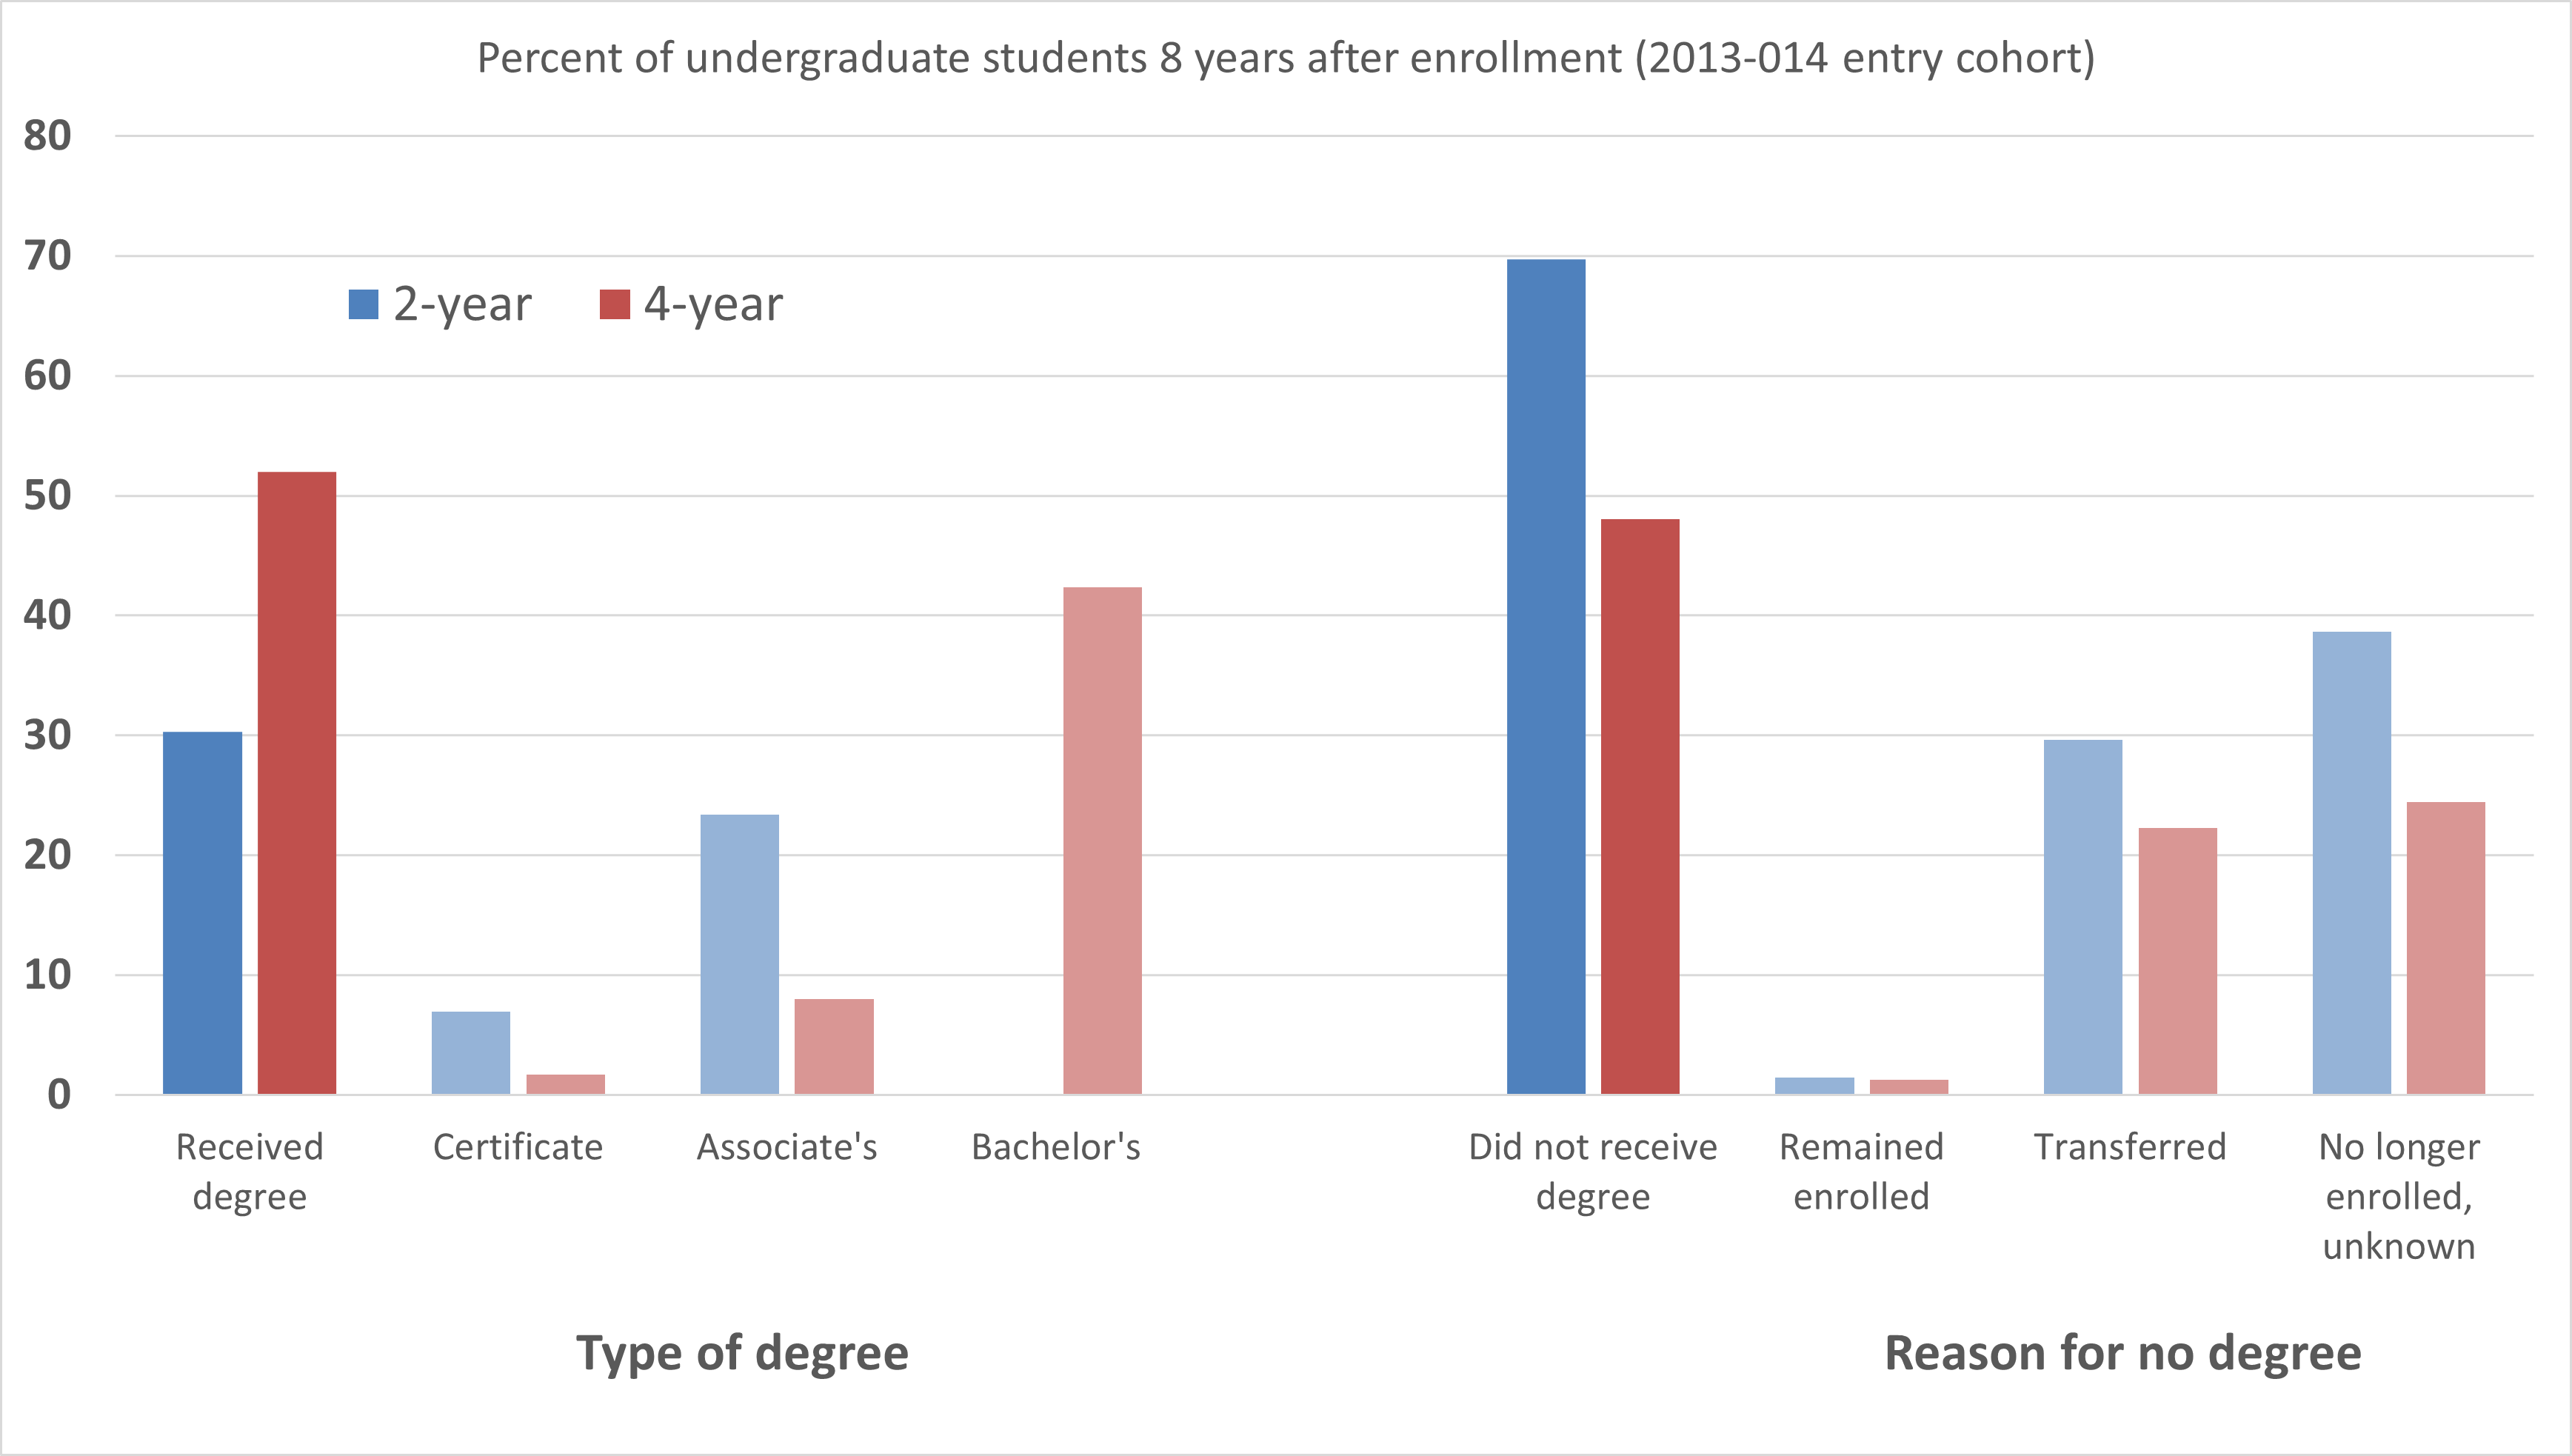 Percent of undergraduate students 8 years after enrollment (2013-014 entry cohort)
80
70
2-year 4-year
60
50
40
30
20
10
0
Received Certificate Associate's Bachelor's Did not receive Remained Transferred No longer
degree degree enrolled enrolled,
unknown
Type of degree Reason for no degree